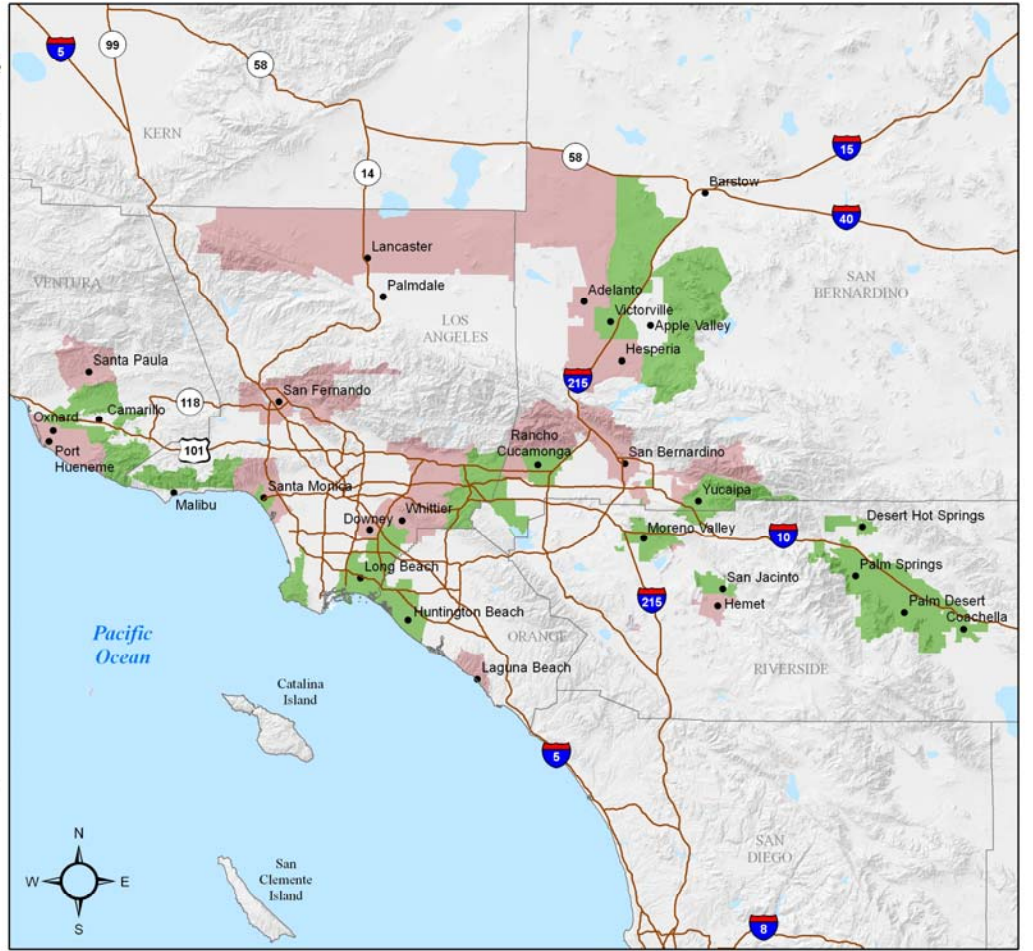 5
99
58
KERN
14
58
15
Barstow
40
Lancaster
VENTURA
Palmdale
SAN
BERNARDINO
Adelanto
Victorville
LOS
ANGELES
Apple Valley
Hesperia
Santa Paula
215
San Fernando
118
Camarillo
Oxnard
Port
Hueneme
101
Rancho
Cucamonga
San Bernardino
Santa Monica
Yucaipa
Malibu
Whittier
Downey
Moreno Valley
10
Desert Hot Springs
Long Beach
San Jacinto
Palm Springs
215
Hemet
Palm Desert
Huntington Beach
Coachella
Pacific
Ocean
ORANGE
Laguna Beach
RIVERSIDE
Catalina
Island
5
N
W
E
S
San
Clemente
Island
SAN
DIEGO
8